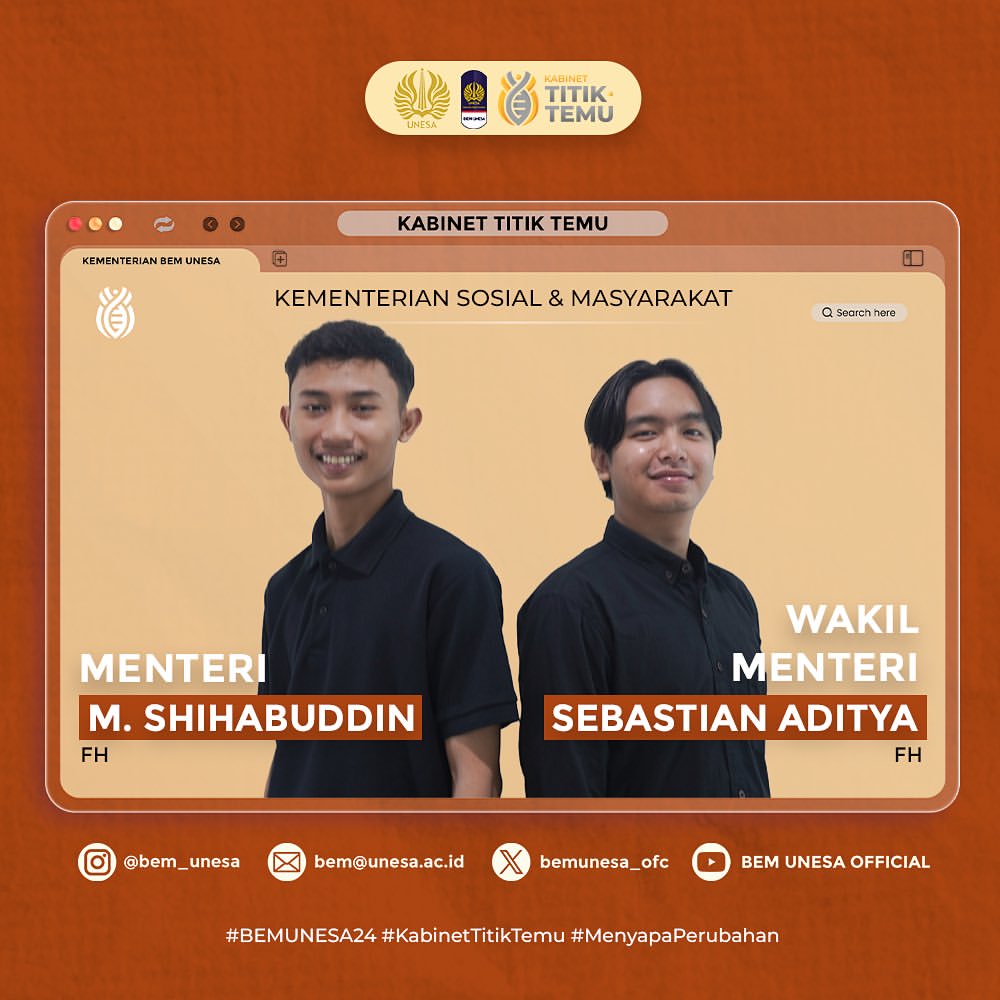 UNESA
UNESA
BEM UNESA
KABINET
TITIK
TEMU
KABINET TITIK TEMU
KEMENTERIAN BEM UNESA
KEMENTERIAN SOSIAL & MASYARAKAT
Search here
MENTERI
M. SHIHABUDDIN
FH
WAKIL
MENTERI
SEBASTIAN ADITYA
FH
@bem_unesa
bem@unesa.ac.id
bemunesa_ofc
BEM UNESA OFFICIAL
#BEMUNESA24 #KabinetTitikTemu #MenyapaPerubahan